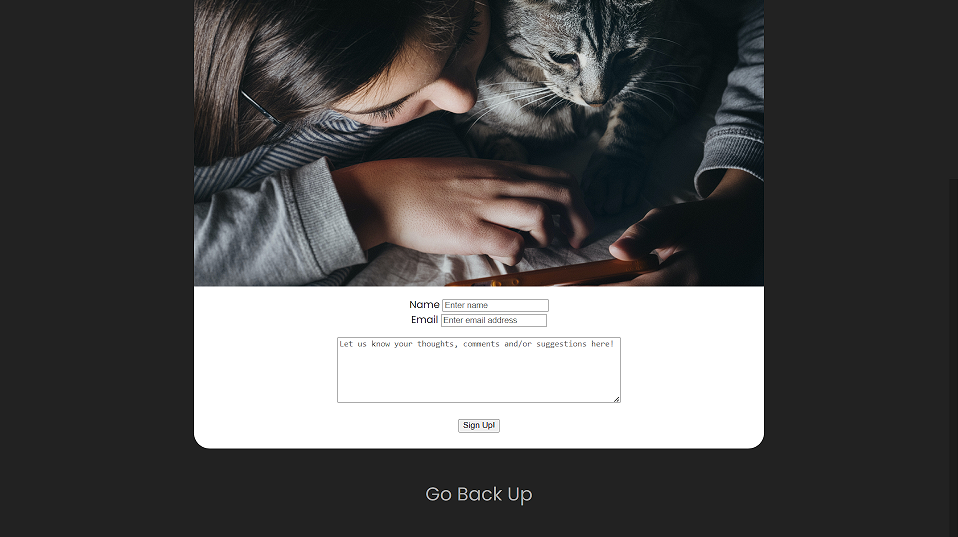 Name Enter name
Email Enter email address
Let us know your thoughts, comments and/or suggestions here!
Sign Up!
Go Back Up